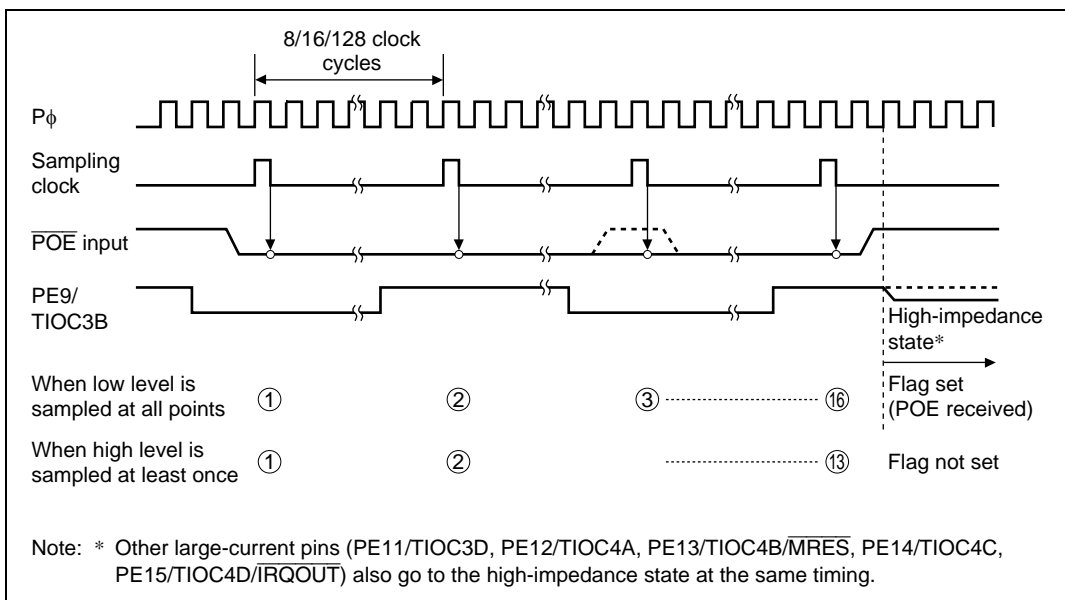 8/16/128 clock
cycles
Pϕ
Sampling
clock
POE input
PE9/
TIOC3B
High-impedance
state*
When low level is
sampled at all points
① ② ③ ⑯
Flag set
(POE received)
When high level is
sampled at least once
① ② ⑬
Flag not set
Note: * Other large-current pins (PE11/TIOC3D, PE12/TIOC4A, PE13/TIOC4B/MRES, PE14/TIOC4C,
PE15/TIOC4D/IRQOUT) also go to the high-impedance state at the same timing.